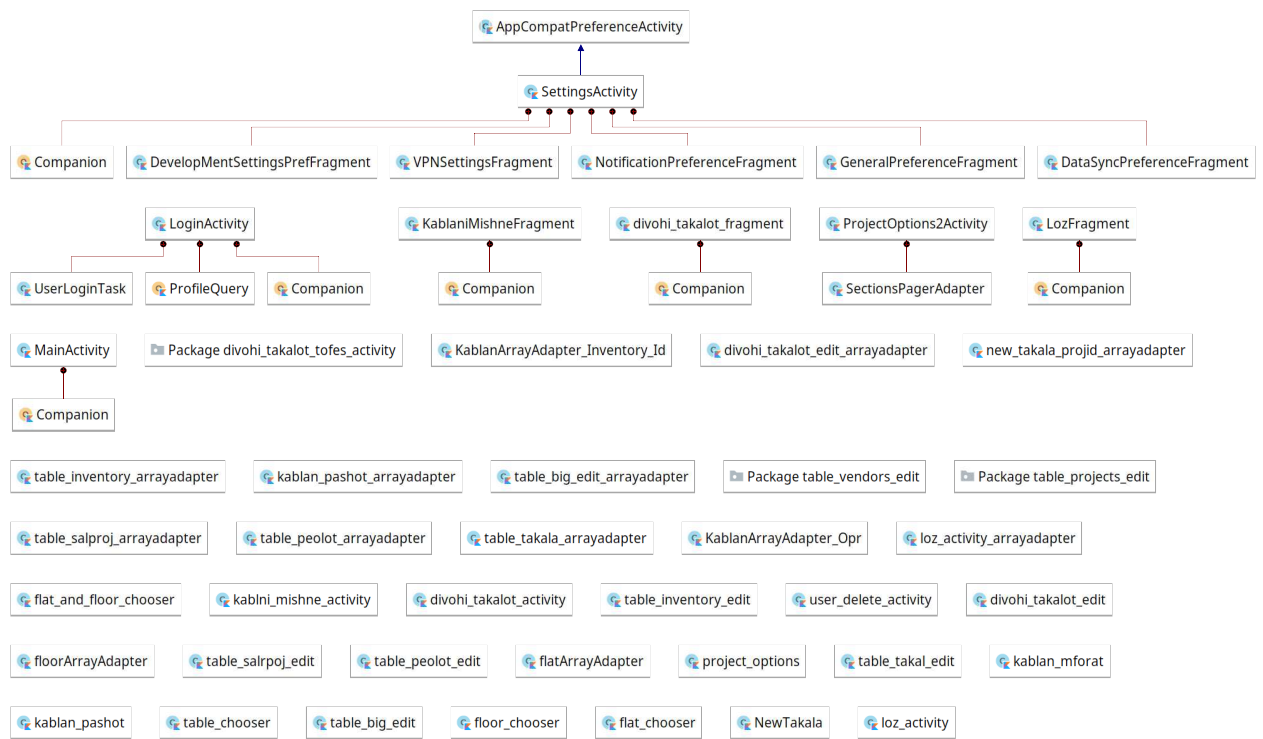 AppCompatPreferenceActivity
SettingsActivity
Companion DevelopMentSettingsPrefFragment VPNSettingsFragment NotificationPreferenceFragment GeneralPreferenceFragment DataSyncPreferenceFragment
LoginActivity KablaniMishneFragment divohi_takalot_fragment ProjectOptions2Activity LozFragment
UserLoginTask ProfileQuery Companion Companion Companion SectionsPagerAdapter Companion
MainActivity Package divohi_takalot_tofes_activity KablanArrayAdapter_Inventory_Id divohi_takalot_edit_arrayadapter new_takala_projid_arrayadapter
Companion
table_inventory_arrayadapter kablan_pashot_arrayadapter table_big_edit_arrayadapter Package table_vendors_edit Package table_projects_edit
table_salproj_arrayadapter table_peolot_arrayadapter table_takala_arrayadapter KablanArrayAdapter_Opr loz_activity_arrayadapter
flat_and_floor_chooser kablni_mishne_activity divohi_takalot_activity table_inventory_edit user_delete_activity divohi_takalot_edit
floorArrayAdapter table_salrpoj_edit table_peolot_edit flatArrayAdapter project_options table_takal_edit kablan_mforat
kablan_pashot table_chooser table_big_edit floor_chooser flat_chooser NewTakala loz_activity